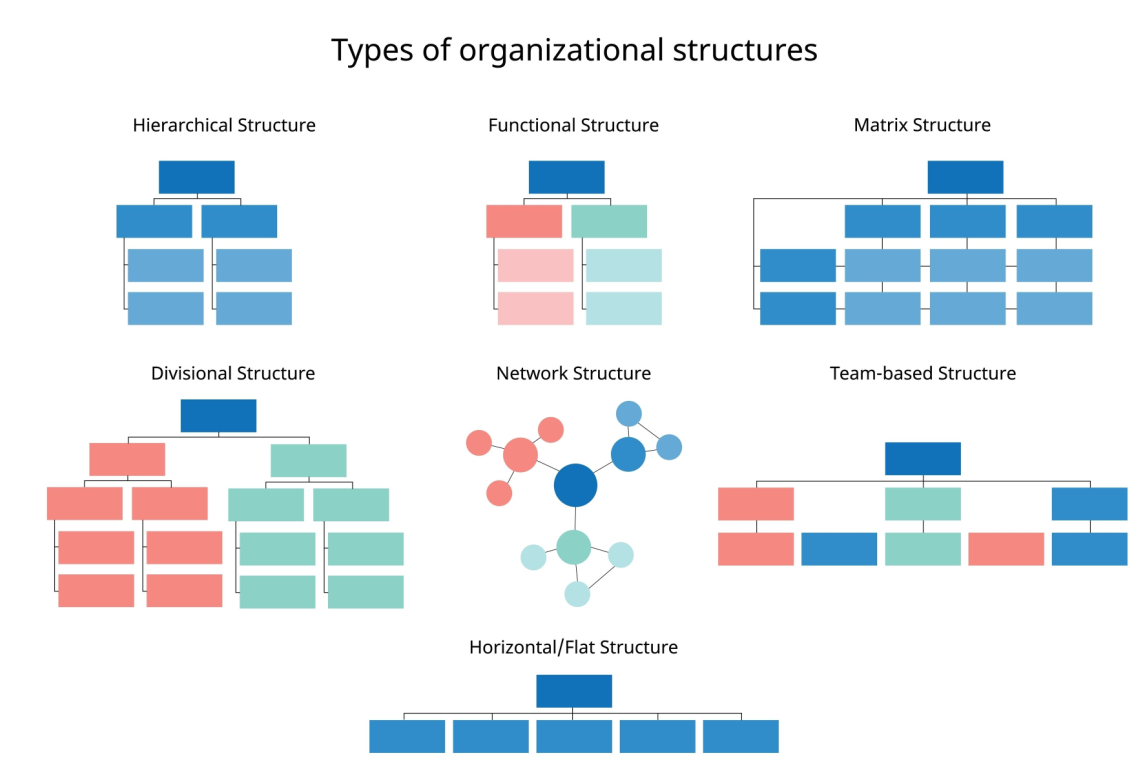 Types of organizational structures
Hierarchical Structure
Functional Structure
Matrix Structure
Divisional Structure
Network Structure
Team-based Structure
Horizontal/Flat Structure